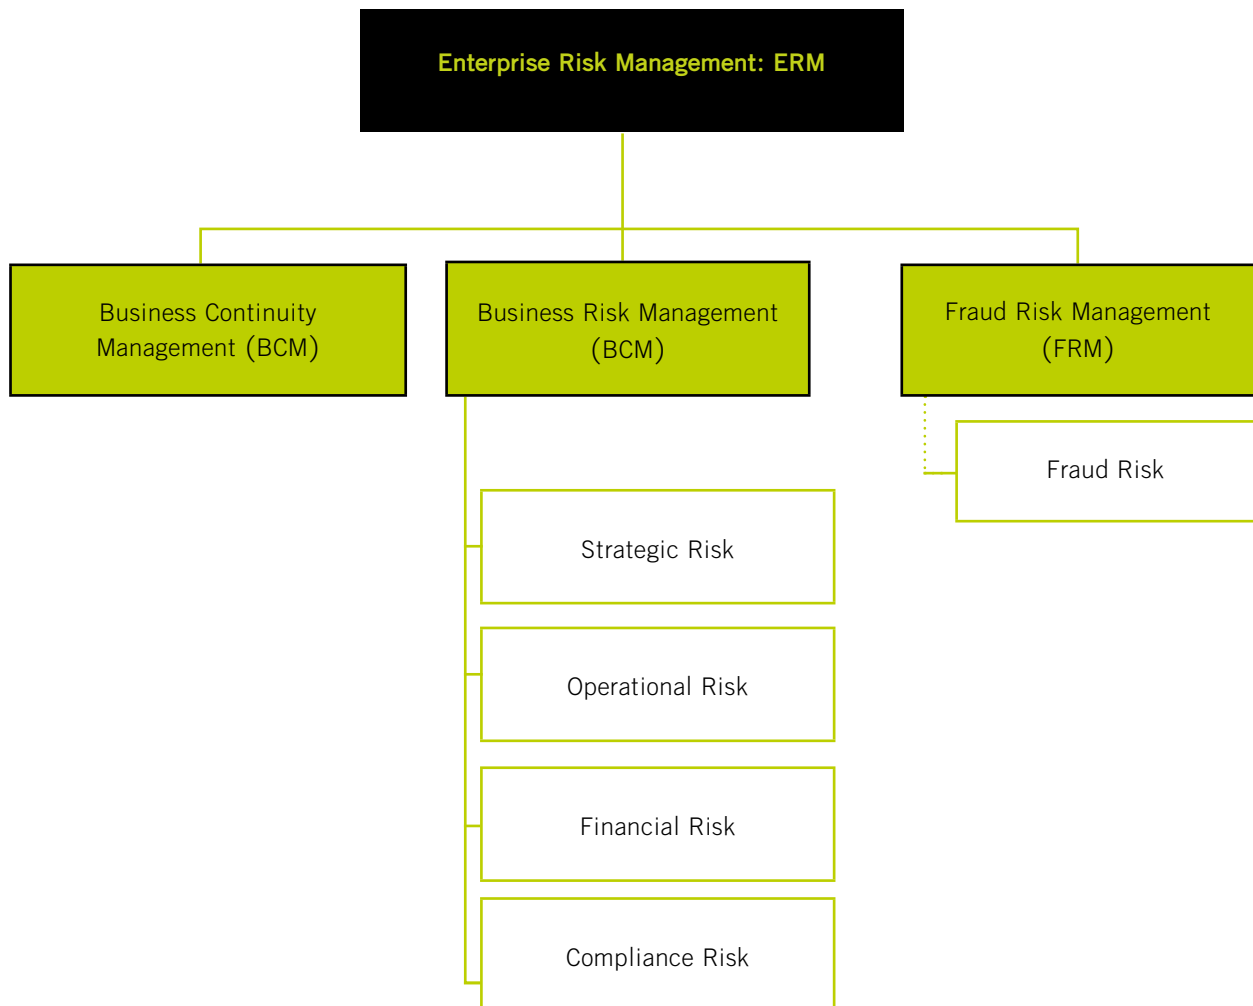 Enterprise Risk Management: ERM
Business Continuity
Management (BCM)
Business Risk Management
(BCM)
Fraud Risk Management
(FRM)
Fraud Risk
Strategic Risk
Operational Risk
Financial Risk
Compliance Risk